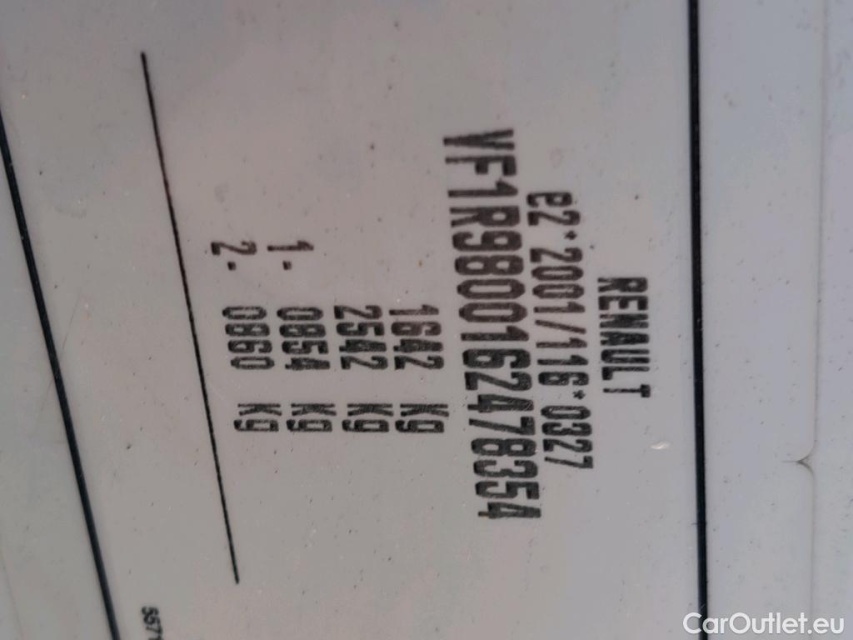 RENAULT
e2*2001/116*0327
VF1R9800162478354
1642 Kg
2542 Kg
1- 0854 Kg
2- 0860 Kg
CarOutlet.eu